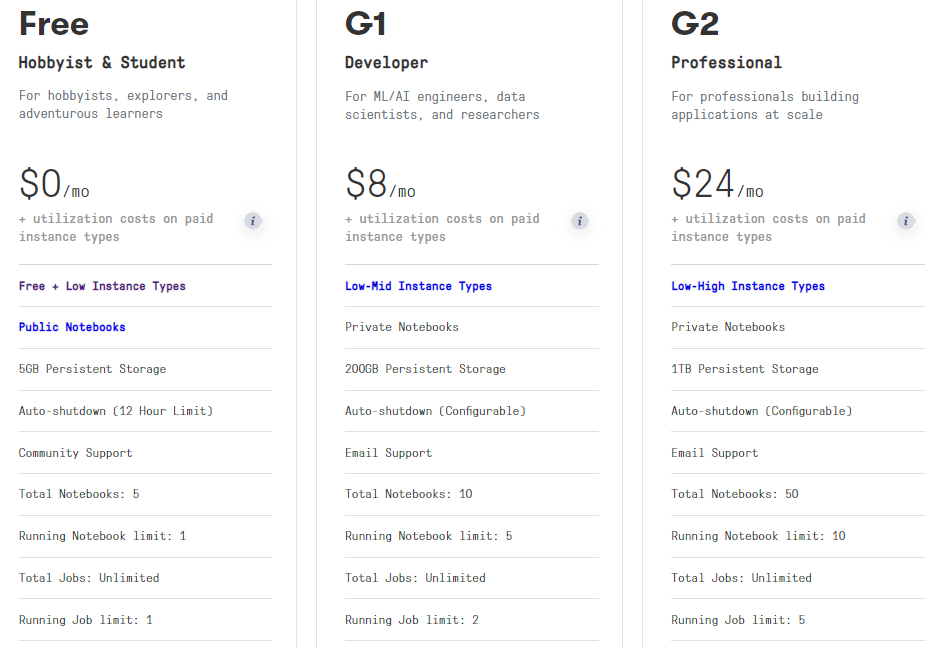 Free
Hobbyist & Student
For hobbyists, explorers, and
adventurous learners
$0/mo
+ utilization costs on paid
instance types
i
Free + Low Instance Types
Public Notebooks
5GB Persistent Storage
Auto-shutdown (12 Hour Limit)
Community Support
Total Notebooks: 5
Running Notebook limit: 1
Total Jobs: Unlimited
Running Job limit: 1
G1
Developer
For ML/AI engineers, data
scientists, and researchers
$8/mo
+ utilization costs on paid
instance types
i
Low-Mid Instance Types
Private Notebooks
200GB Persistent Storage
Auto-shutdown (Configurable)
Email Support
Total Notebooks: 10
Running Notebook limit: 5
Total Jobs: Unlimited
Running Job limit: 2
G2
Professional
For professionals building
applications at scale
$24/mo
+ utilization costs on paid
instance types
i
Low-High Instance Types
Private Notebooks
1TB Persistent Storage
Auto-shutdown (Configurable)
Email Support
Total Notebooks: 50
Running Notebook limit: 10
Total Jobs: Unlimited
Running Job limit: 5